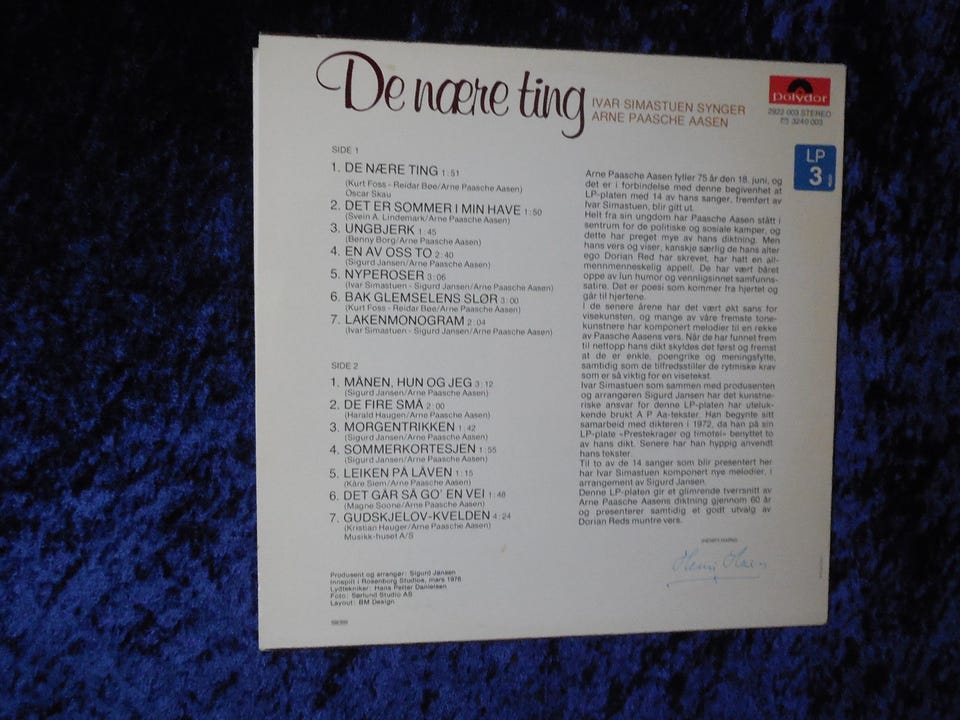 De nære ting
IVAR SIMASTUEN SYNGER
ARNE PAASCHE AASEN
Polydor
2922 003 STEREO
3240 003
LP
3
SIDE 1
1. DE NÆRE TING 1:51
(Kurt Foss - Reidar Bøe/Arne Paasche Aasen)
Oscar Skau
2. DET ER SOMMER I MIN HAVE 1:50
(Svein A. Lindemark/Arne Paasche Aasen)
3. UNGBJERK 1:45
(Benny Borg/Arne Paasche Aasen)
4. EN AV OSS TO 2:40
(Sigurd Jansen/Arne Paasche Aasen)
5. NYPEROSER 3:06
(Ivar Simastuen - Sigurd Jansen/Arne Paasche Aasen)
6. BAK GLEMSELENS SLØR 3:00
(Kurt Foss - Reidar Bøe/Arne Paasche Aasen)
7. LAKENMONOGRAM 2:04
(Ivar Simastuen - Sigurd Jansen/Arne Paasche Aasen)
SIDE 2
1. MÅNEN, HUN OG JEG 3:12
(Sigurd Jansen/Arne Paasche Aasen)
2. DE FIRE SMÅ 2:00
(Harald Haugen/Arne Paasche Aasen)
3. MORGENTRIKKEN 1:42
(Sigurd Jansen/Arne Paasche Aasen)
4. SOMMERKORTESJEN 1:55
(Sigurd Jansen/Arne Paasche Aasen)
5. LEIKEN PÅ LÅVEN 1:15
(Kåre Siem/Arne Paasche Aasen)
6. DET GÅR SÅ GO' EN VEI 1:48
(Magne Soone/Arne Paasche Aasen)
7. GUDSKJELOV-KVELDEN 4:24
(Kristian Hauger/Arne Paasche Aasen)
Musikk-huset A/S
Produsent og arrangør: Sigurd Jansen
Innspilt i Rosenborg Studios, mars 1976
Lydtekniker: Hans Petter Danielsen
Foto: Sørlund Studio AS
Layout: BM Design
Arne Paasche Aasen fyller 75 år den 18. juni, og
det er i forbindelse med denne begivenhet at
LP-platen med 14 av hans sanger, fremført av
Ivar Simastuen, blir gitt ut.
Helt fra sin ungdom har Paasche Aasen stått i
sentrum for de politiske og sosiale kamper, og
dette har preget mye av hans diktning. Men
hans vers og viser, kanskje særlig de hans alter
ego Dorian Red har skrevet, har hatt en all-
mennmenneskelig appell. De har vært båret
oppe av lun humor og vennligsinnet samfunns-
satire. Det er poesi som kommer fra hjertet og
går til hjertene.
I de senere årene har det vært økt sans for
visekunsten, og mange av våre fremste tone-
kunstnere har komponert melodier til en rekke
av Paasche Aasens vers. Når de har funnet frem
til nettopp hans dikt skyldes det først og fremst
at de er enkle, poengrike og meningsfylte,
samtidig som de tilfredsstiller de rytmiske krav
som er så viktig for en visetekst.
Ivar Simastuen som sammen med produsenten
og arrangøren Sigurd Jansen har det kunstne-
riske ansvar for denne LP-platen har uteluk-
kende brukt A P Aa-tekster. Han begynte sitt
samarbeid med dikteren i 1972, da han på sin
LP-plate «Prestekrager og timotei» benyttet to
av hans dikt. Senere har han hyppig anvendt
hans tekster.
Til to av de 14 sanger som blir presentert her
har Ivar Simastuen komponert nye melodier, i
arrangement av Sigurd Jansen.
Denne LP-platen gir et glimrende tverrsnitt av
Arne Paasche Aasens diktning gjennom 60 år
og presenterer samtidig et godt utvalg av
Dorian Reds muntre vers.